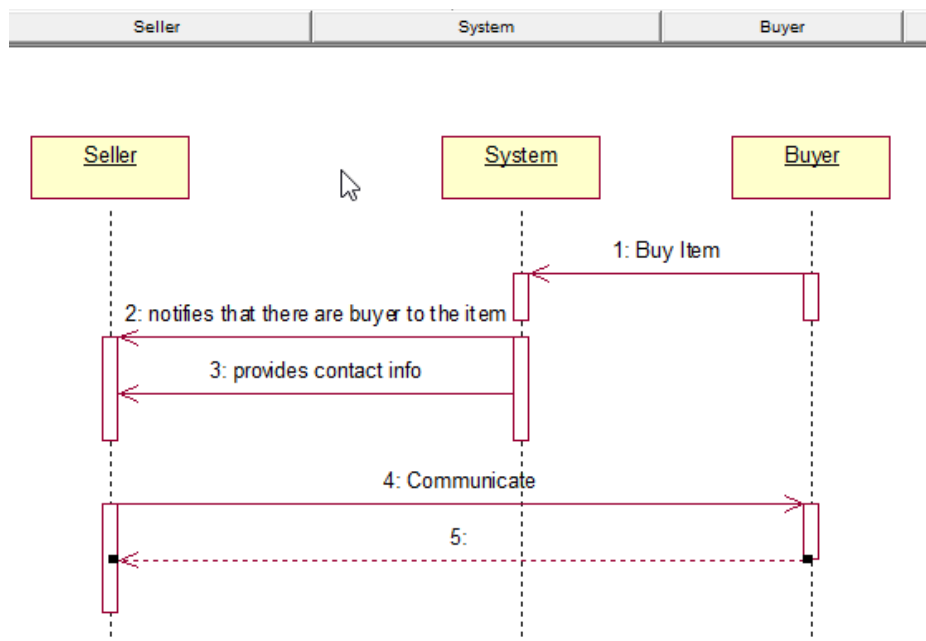 Seller System Buyer
Seller System Buyer
1: Buy Item
2: notifies that there are buyer to the item
3: provides contact info
4: Communicate
5: